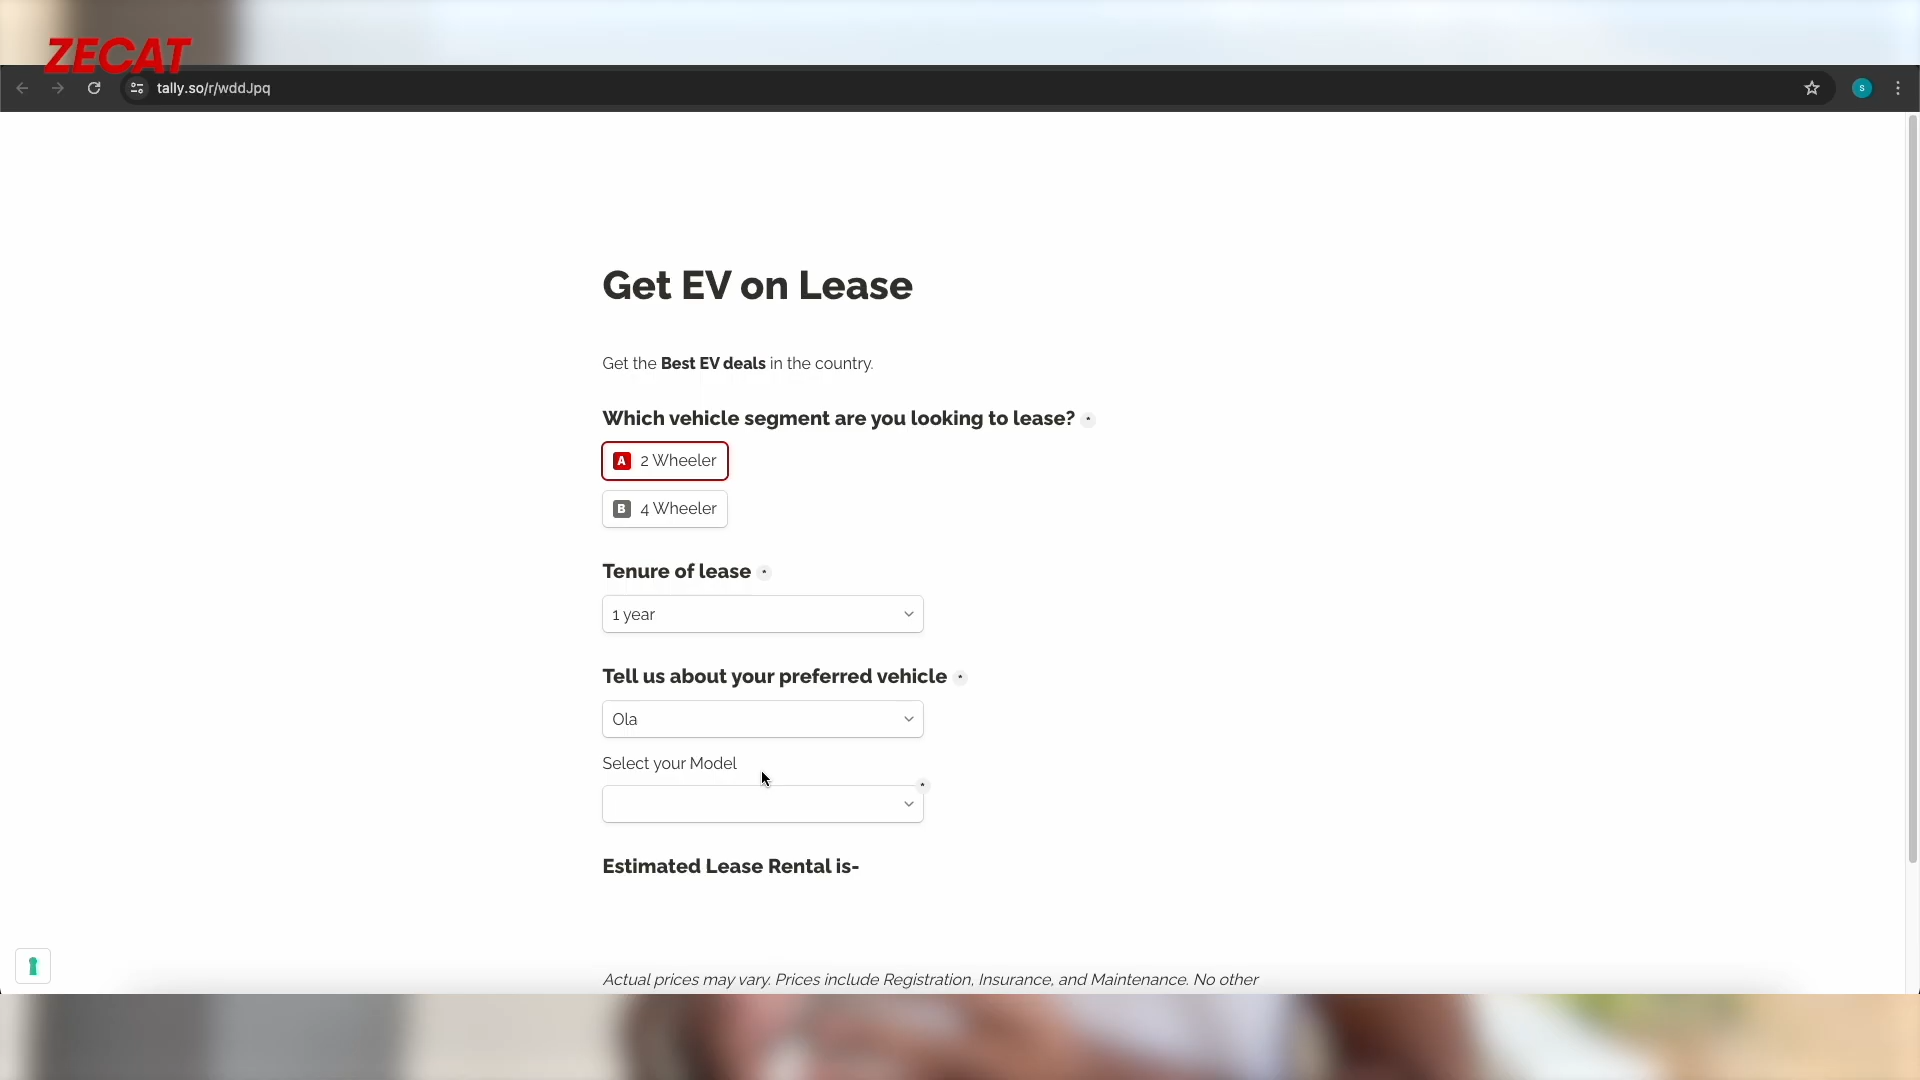 ZECAT
tally.so/r/wddJpq
S
Get EV on Lease
Get the Best EV deals in the country.
Which vehicle segment are you looking to lease? *
A 2 Wheeler
B 4 Wheeler
Tenure of lease *
1 year
Tell us about your preferred vehicle *
Ola
Select your Model
*
Estimated Lease Rental is-
Actual prices may vary. Prices include Registration, Insurance, and Maintenance. No other